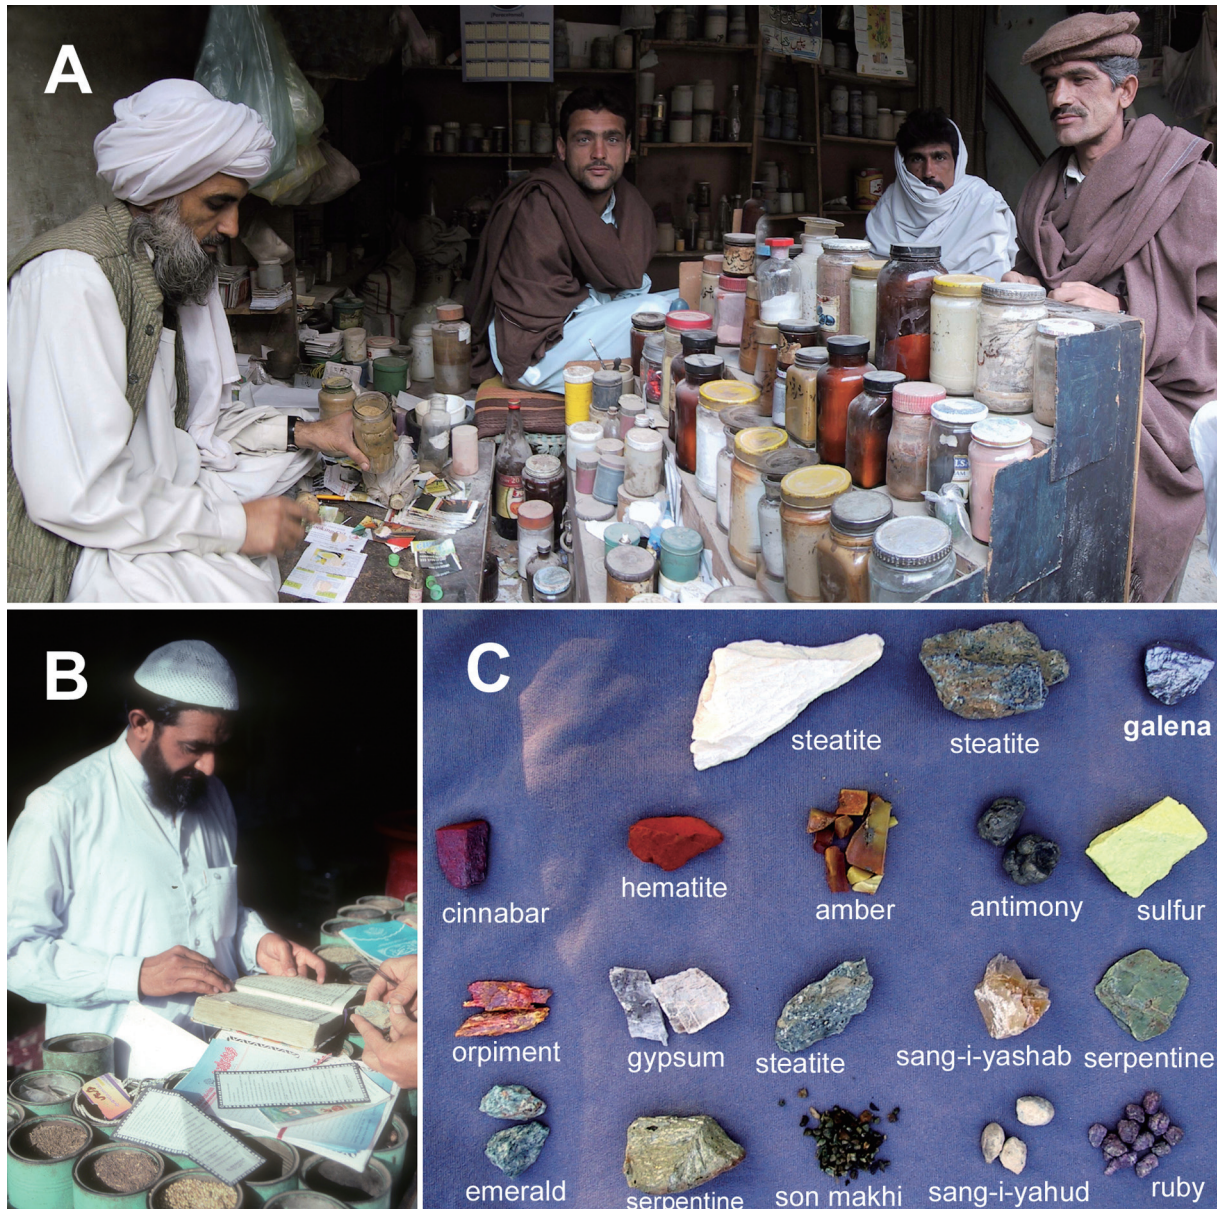 A
B
C
steatite
steatite
galena
cinnabar
hematite
amber
antimony
sulfur
orpiment
gypsum
steatite
sang-i-yashab
serpentine
emerald
serpentine
son makhi
sang-i-yahud
ruby